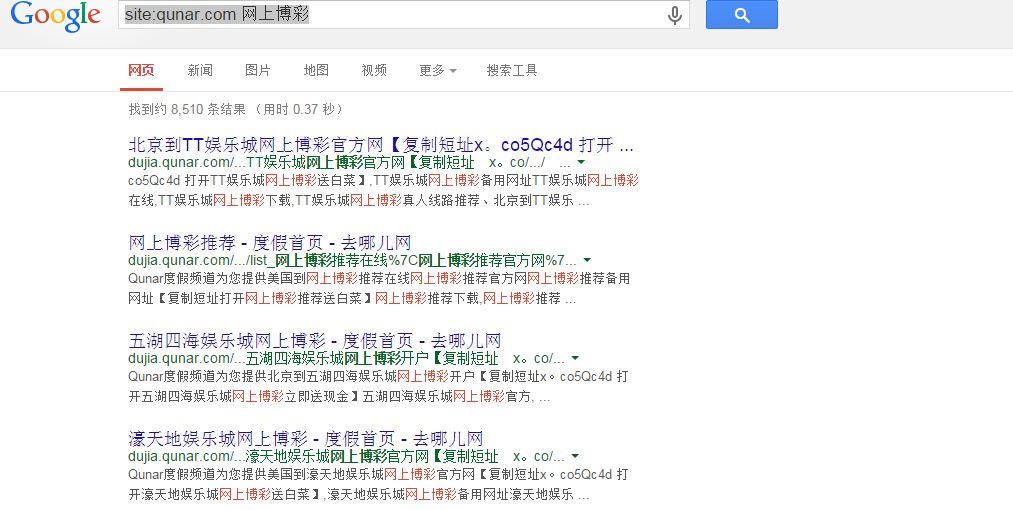 Google site:qunar.com 网上博彩
网页 新闻 图片 地图 视频 更多 搜索工具
找到约 8,510 条结果 （用时 0.37 秒）
北京到TT娱乐城网上博彩官方网【复制短址x。co5Qc4d 打开 ...
dujia.qunar.com/...TT娱乐城网上博彩官方网【复制短址 x。co/.../ ...
co5Qc4d 打开TT娱乐城网上博彩送白菜】,TT娱乐城网上博彩备用网址TT娱乐城网上博彩
在线,TT娱乐城网上博彩下载,TT娱乐城网上博彩真人线路推荐、北京到TT娱乐 ...
网上博彩推荐 - 度假首页 - 去哪儿网
dujia.qunar.com/.../list_网上博彩推荐在线%7C网上博彩推荐官方网%7...
Qunar度假频道为您提供美国到网上博彩推荐在线网上博彩推荐官方网网上博彩推荐备用
网址【复制短址打开网上博彩推荐送白菜】网上博彩推荐下载,网上博彩推荐 ...
五湖四海娱乐城网上博彩 - 度假首页 - 去哪儿网
dujia.qunar.com/...五湖四海娱乐城网上博彩开户【复制短址 x。co/...
Qunar度假频道为您提供北京到五湖四海娱乐城网上博彩开户【复制短址x。co5Qc4d 打
开五湖四海娱乐城网上博彩立即送现金】五湖四海娱乐城网上博彩官方, ...
濠天地娱乐城网上博彩 - 度假首页 - 去哪儿网
dujia.qunar.com/...濠天地娱乐城网上博彩官方网【复制短址 x。co/...
Qunar度假频道为您提供美国到濠天地娱乐城网上博彩官方网【复制短址x。co5Qc4d 打
开濠天地娱乐城网上博彩送白菜】,濠天地娱乐城网上博彩备用网址濠天地娱乐 ...